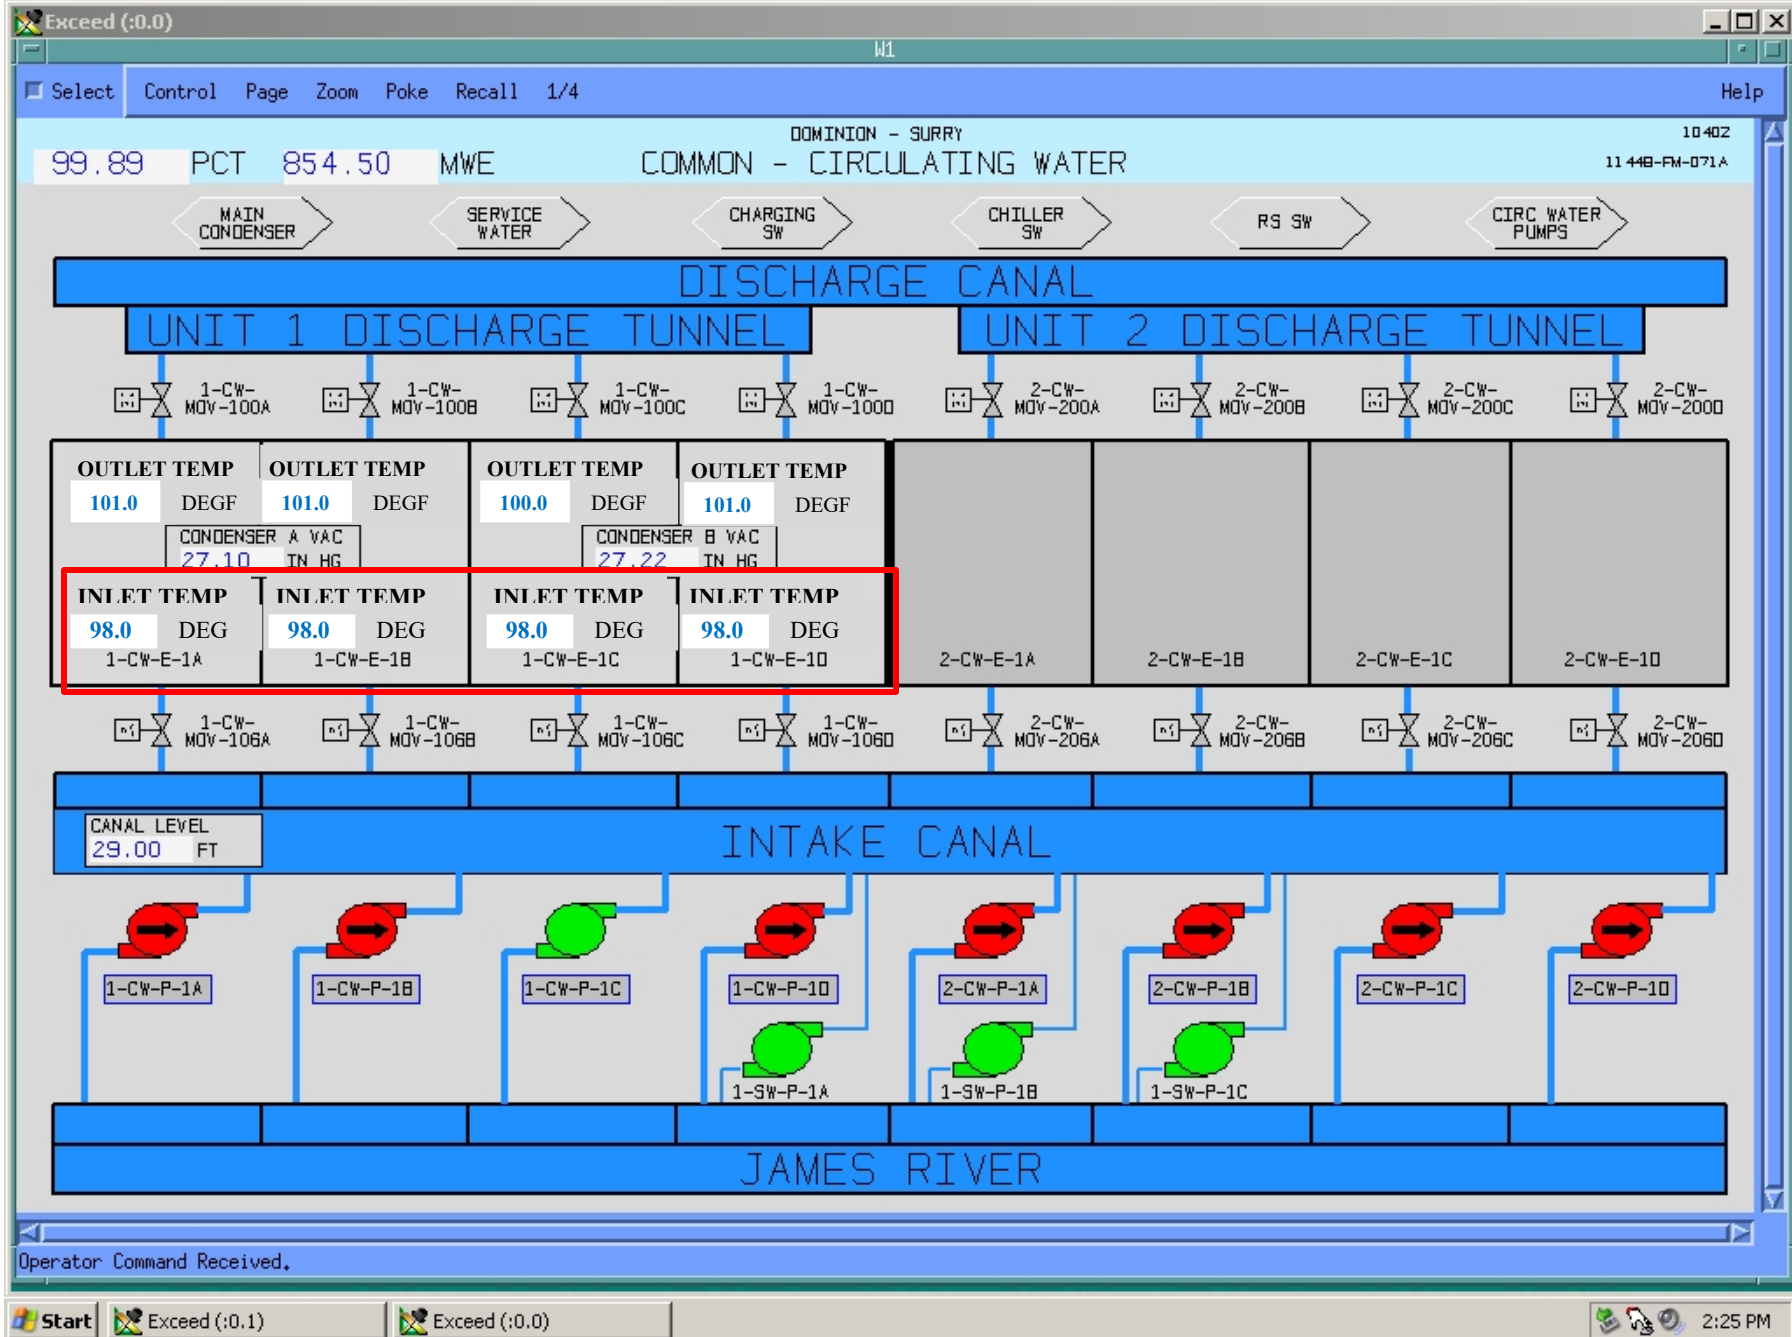 Exceed (:0.0)
W1
Select Control Page Zoom Poke Recall 1/4 Help
DOMINION - SURRY 10402
99.89 PCT 854.50 MWE COMMON - CIRCULATING WATER 11448-FM-071A
MAIN CONDENSER
SERVICE WATER
CHARGING SW
CHILLER SW
RS SW
CIRC WATER PUMPS
DISCHARGE CANAL
UNIT 1 DISCHARGE TUNNEL UNIT 2 DISCHARGE TUNNEL
1-CW-MOV-100A
1-CW-MOV-100B
1-CW-MOV-100C
1-CW-MOV-100D
2-CW-MOV-200A
2-CW-MOV-200B
2-CW-MOV-200C
2-CW-MOV-200D
OUTLET TEMP OUTLET TEMP OUTLET TEMP OUTLET TEMP
101.0 DEGF 101.0 DEGF 100.0 DEGF 101.0 DEGF
CONDENSER A VAC CONDENSER B VAC
27.10 IN HG 27.22 IN HG
INLET TEMP INLET TEMP INLET TEMP INLET TEMP
98.0 DEG 98.0 DEG 98.0 DEG 98.0 DEG
1-CW-E-1A 1-CW-E-1B 1-CW-E-1C 1-CW-E-1D 2-CW-E-1A 2-CW-E-1B 2-CW-E-1C 2-CW-E-1D
1-CW-MOV-106A
1-CW-MOV-106B
1-CW-MOV-106C
1-CW-MOV-106D
2-CW-MOV-206A
2-CW-MOV-206B
2-CW-MOV-206C
2-CW-MOV-206D
CANAL LEVEL
29.00 FT
INTAKE CANAL
1-CW-P-1A 1-CW-P-1B 1-CW-P-1C 1-CW-P-1D 2-CW-P-1A 2-CW-P-1B 2-CW-P-1C 2-CW-P-1D
1-SW-P-1A 1-SW-P-1B 1-SW-P-1C
JAMES RIVER
Operator Command Received.
Start Exceed (:0.1) Exceed (:0.0) 2:25 PM